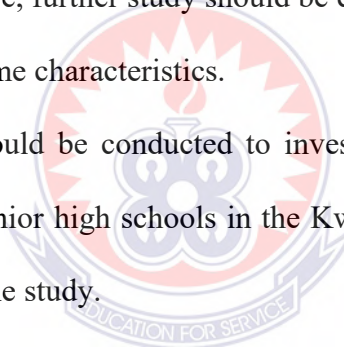 , further study should be
me characteristics.
ould be conducted to inves
nior high schools in the Kw
e study.
EDUCATION FOR SERVICE